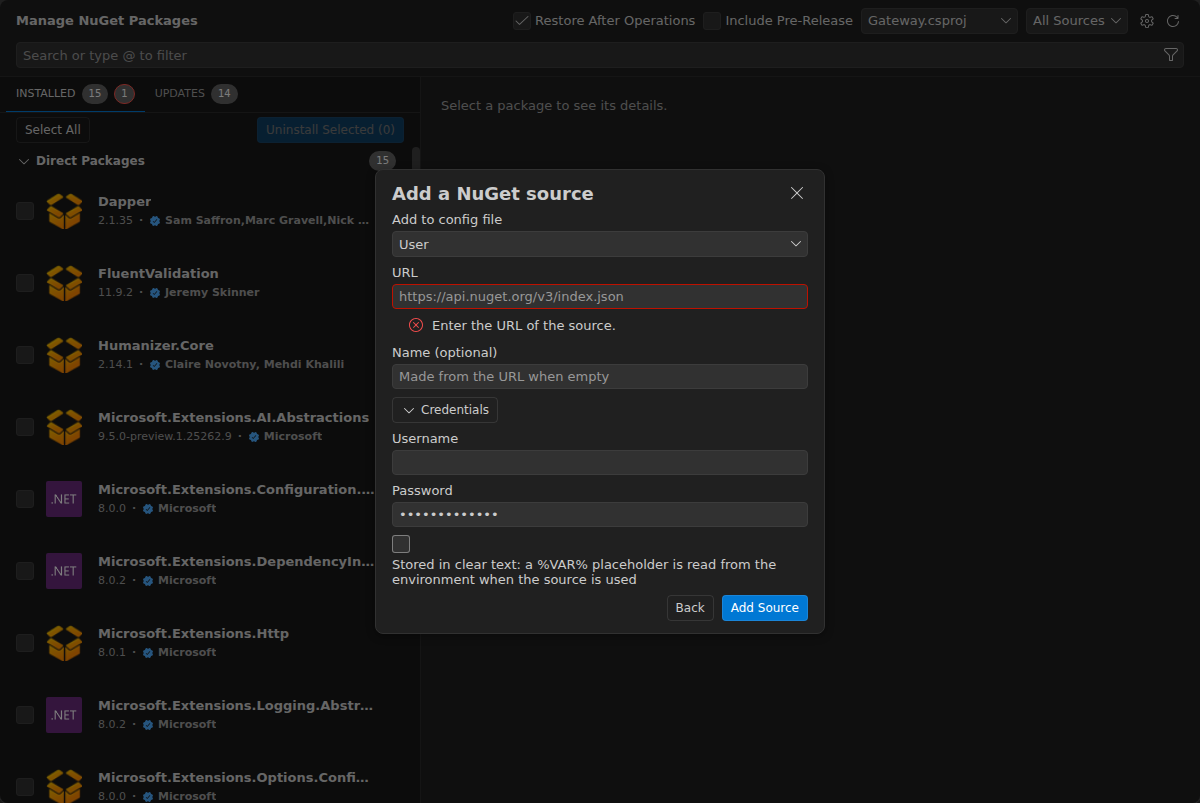 Manage NuGet Packages
Restore After Operations
Include Pre-Release
Gateway.csproj
All Sources
Search or type @ to filter
INSTALLED 15 1 UPDATES 14
Select a package to see its details.
Select All
Uninstall Selected (0)
Direct Packages 15
Dapper
2.1.35 · Sam Saffron,Marc Gravell,Nick …
FluentValidation
11.9.2 · Jeremy Skinner
Humanizer.Core
2.14.1 · Claire Novotny, Mehdi Khalili
Microsoft.Extensions.AI.Abstractions
9.5.0-preview.1.25262.9 · Microsoft
.NET
Microsoft.Extensions.Configuration.…
8.0.0 · Microsoft
.NET
Microsoft.Extensions.DependencyIn…
8.0.2 · Microsoft
Microsoft.Extensions.Http
8.0.1 · Microsoft
.NET
Microsoft.Extensions.Logging.Abstr…
8.0.2 · Microsoft
Microsoft.Extensions.Options.Confi…
8.0.0 · Microsoft
Add a NuGet source
Add to config file
User
URL
https://api.nuget.org/v3/index.json
Enter the URL of the source.
Name (optional)
Made from the URL when empty
Credentials
Username
Password
•••••••••••••
Stored in clear text: a %VAR% placeholder is read from the
environment when the source is used
Back
Add Source